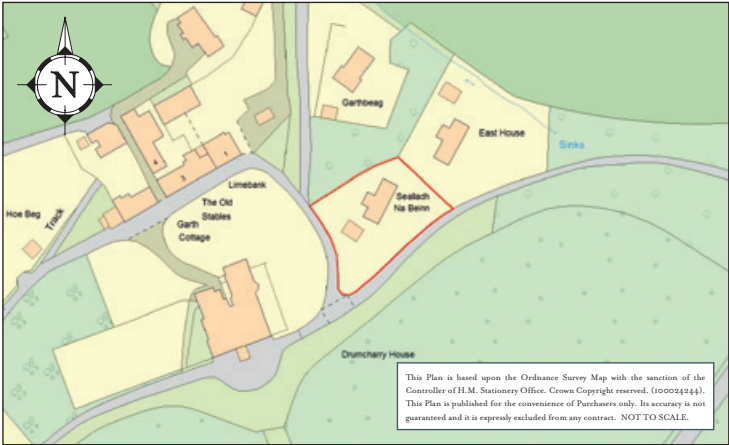 N
Garthbeag
East House
Sinks
4
3
1
Limebank
The Old
Stables
Garth
Cottage
Seallach
Na Beinn
Hoe Beg
Track
Drumcharry House
This Plan is based upon the Ordnance Survey Map with the sanction of the
Controller of H.M. Stationery Office. Crown Copyright reserved. (100024244).
This Plan is published for the convenience of Purchasers only. Its accuracy is not
guaranteed and it is expressly excluded from any contract. NOT TO SCALE.